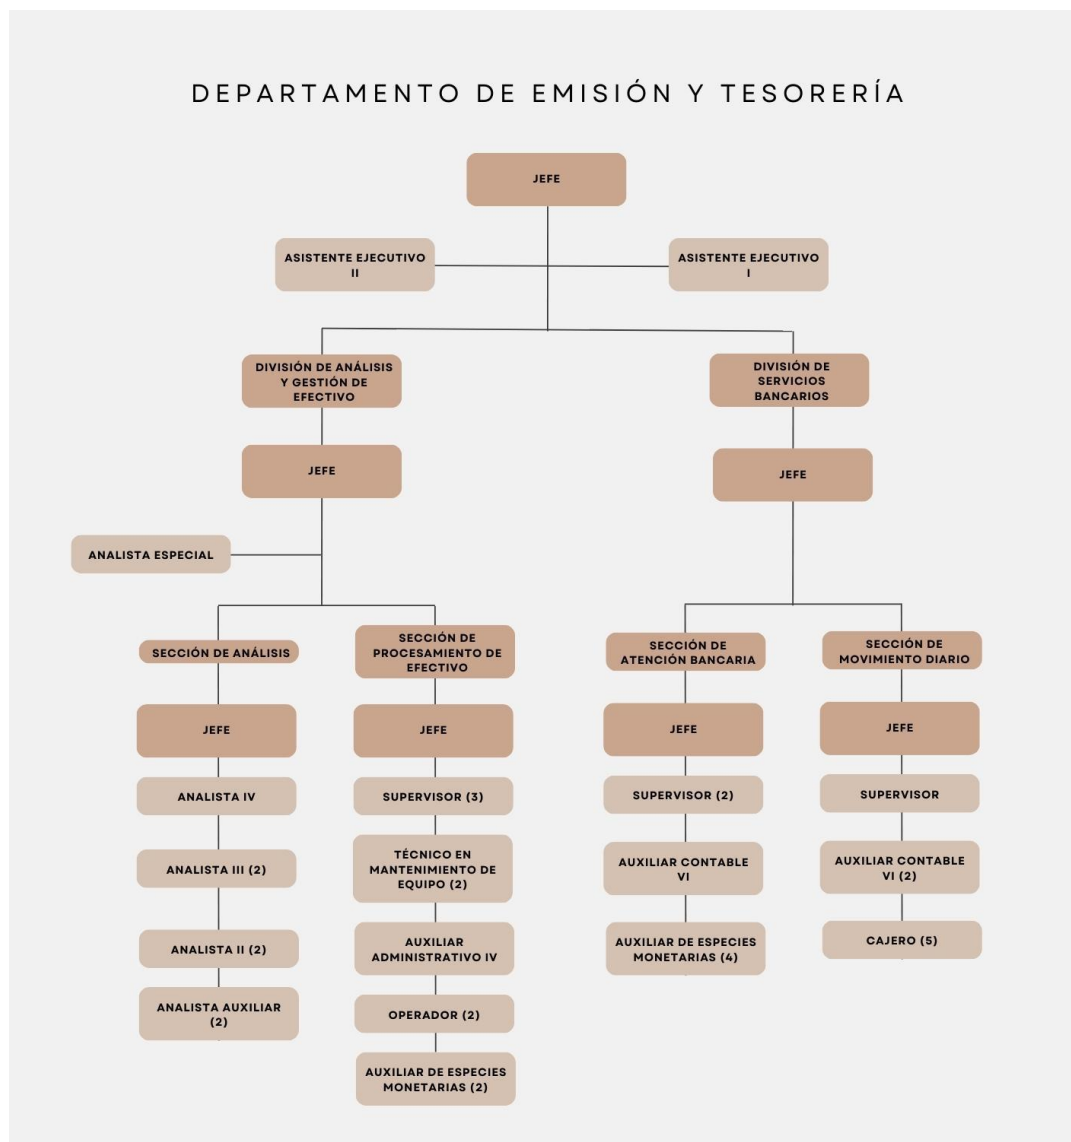 DEPARTAMENTO DE EMISIÓN Y TESORERÍA
JEFE
ASISTENTE EJECUTIVO
II
ASISTENTE EJECUTIVO
I
DIVISIÓN DE ANÁLISIS
Y GESTIÓN DE
EFECTIVO
JEFE
ANALISTA ESPECIAL
SECCIÓN DE ANÁLISIS
JEFE
ANALISTA IV
ANALISTA III (2)
ANALISTA II (2)
ANALISTA AUXILIAR
(2)
SECCIÓN DE
PROCESAMIENTO DE
EFECTIVO
JEFE
SUPERVISOR (3)
TÉCNICO EN
MANTENIMIENTO DE
EQUIPO (2)
AUXILIAR
ADMINISTRATIVO IV
OPERADOR (2)
AUXILIAR DE ESPECIES
MONETARIAS (2)
DIVISIÓN DE
SERVICIOS
BANCARIOS
JEFE
SECCIÓN DE
ATENCIÓN BANCARIA
JEFE
SUPERVISOR (2)
AUXILIAR CONTABLE
VI
AUXILIAR DE ESPECIES
MONETARIAS (4)
SECCIÓN DE
MOVIMIENTO DIARIO
JEFE
SUPERVISOR
AUXILIAR CONTABLE
VI (2)
CAJERO (5)